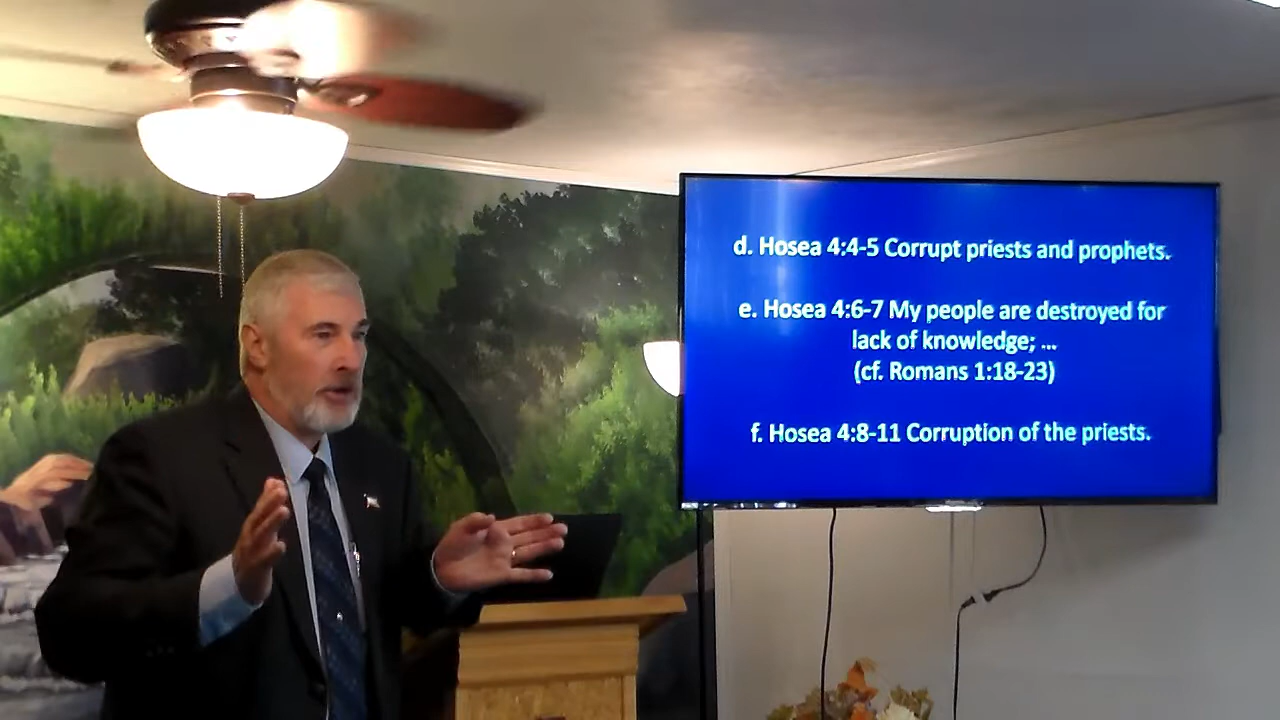 d. Hosea 4:4-5 Corrupt priests and prophets.
e. Hosea 4:6-7 My people are destroyed for
lack of knowledge; ...
(cf. Romans 1:18-23)
f. Hosea 4:8-11 Corruption of the priests.